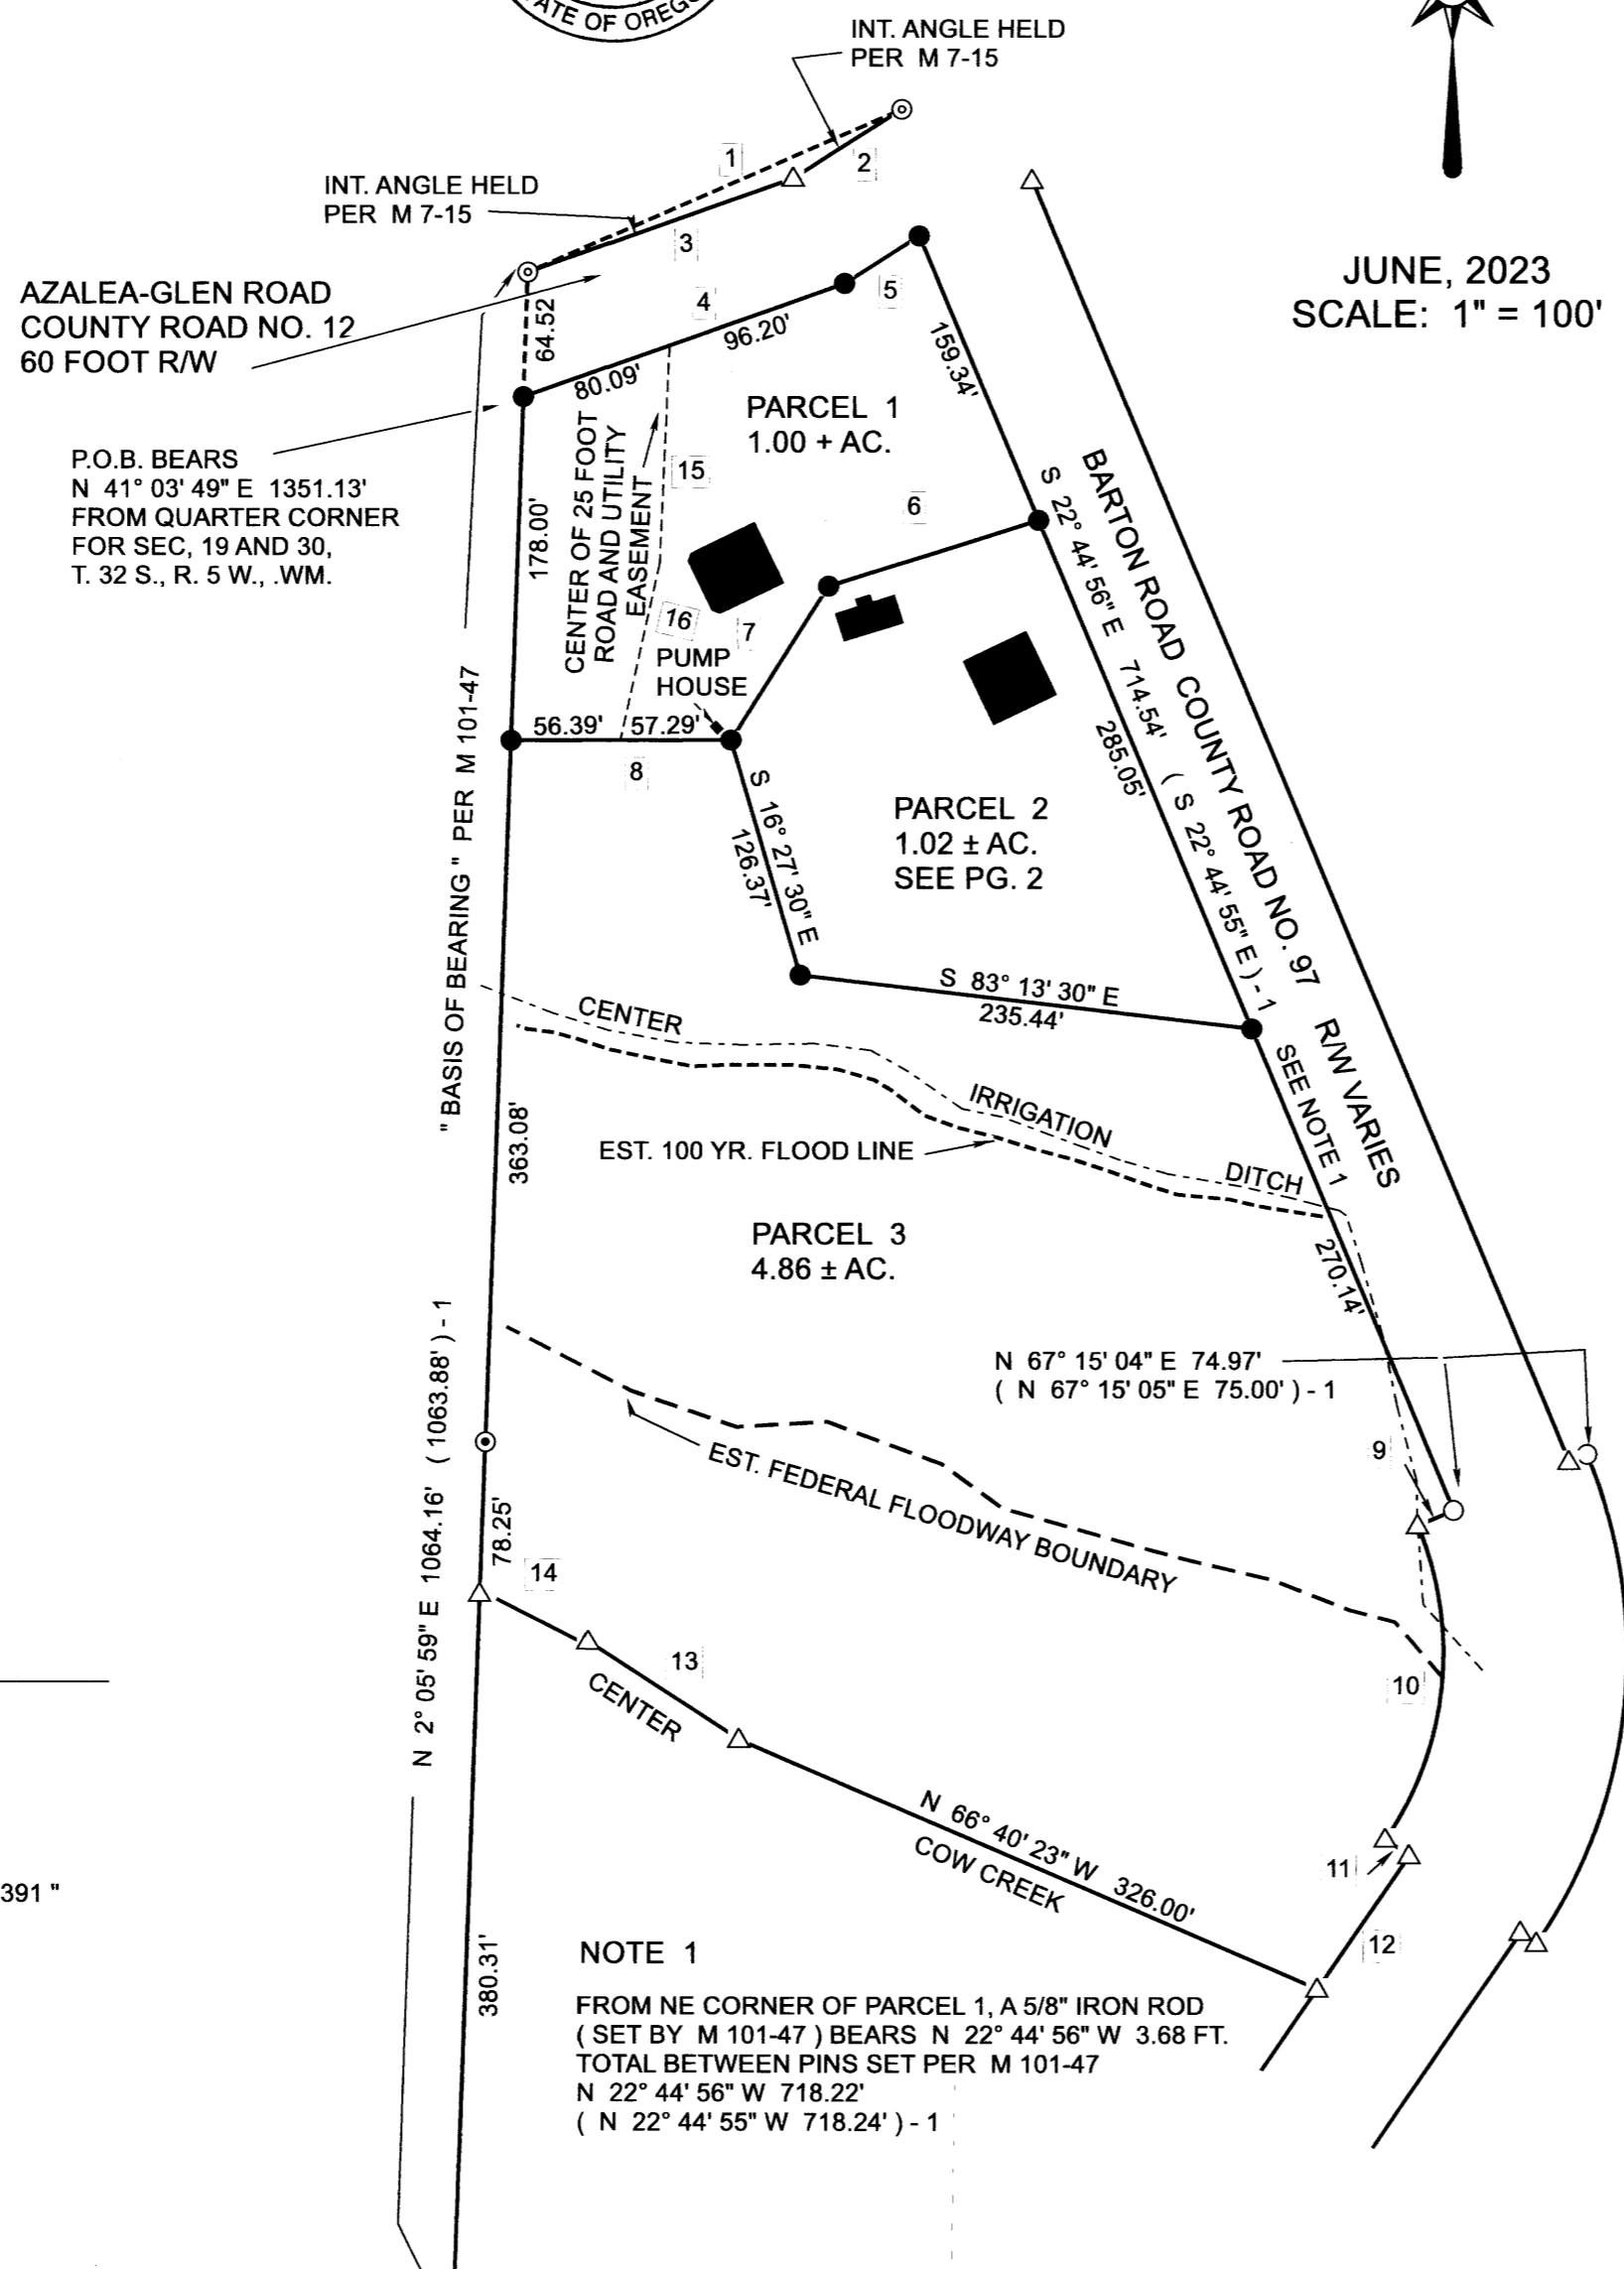 ATE OF OREG
INT. ANGLE HELD
PER M 7-15
1
2
INT. ANGLE HELD
PER M 7-15
3
JUNE, 2023
SCALE: 1" = 100'
AZALEA-GLEN ROAD
COUNTY ROAD NO. 12
60 FOOT R/W
64.52
4
5
96.20'
80.09'
159.34'
PARCEL 1
1.00 + AC.
P.O.B. BEARS
N 41° 03' 49" E 1351.13'
FROM QUARTER CORNER
FOR SEC, 19 AND 30,
T. 32 S., R. 5 W., .WM.
178.00'
CENTER OF 25 FOOT
ROAD AND UTILITY
EASEMENT
15
6
16
7
PUMP
HOUSE
56.39'
57.29'
8
S 22° 44' 56" E 714.54' ( S 22° 44' 55" E ) - 1
SEE NOTE 1
BARTON ROAD COUNTY ROAD NO. 97 R/W VARIES
285.05'
S 16° 27' 30" E
126.37'
PARCEL 2
1.02 ± AC.
SEE PG. 2
S 83° 13' 30" E
235.44'
" BASIS OF BEARING " PER M 101-47
CENTER
IRRIGATION
DITCH
EST. 100 YR. FLOOD LINE
363.08'
PARCEL 3
4.86 ± AC.
270.14'
N 67° 15' 04" E 74.97'
( N 67° 15' 05" E 75.00' ) - 1
9
EST. FEDERAL FLOODWAY BOUNDARY
N 2° 05' 59" E 1064.16' ( 1063.88' ) - 1
78.25'
14
13
CENTER
10
N 66° 40' 23" W 326.00'
COW CREEK
11
12
391 "
380.31'
NOTE 1
FROM NE CORNER OF PARCEL 1, A 5/8" IRON ROD
( SET BY M 101-47 ) BEARS N 22° 44' 56" W 3.68 FT.
TOTAL BETWEEN PINS SET PER M 101-47
N 22° 44' 56" W 718.22'
( N 22° 44' 55" W 718.24' ) - 1